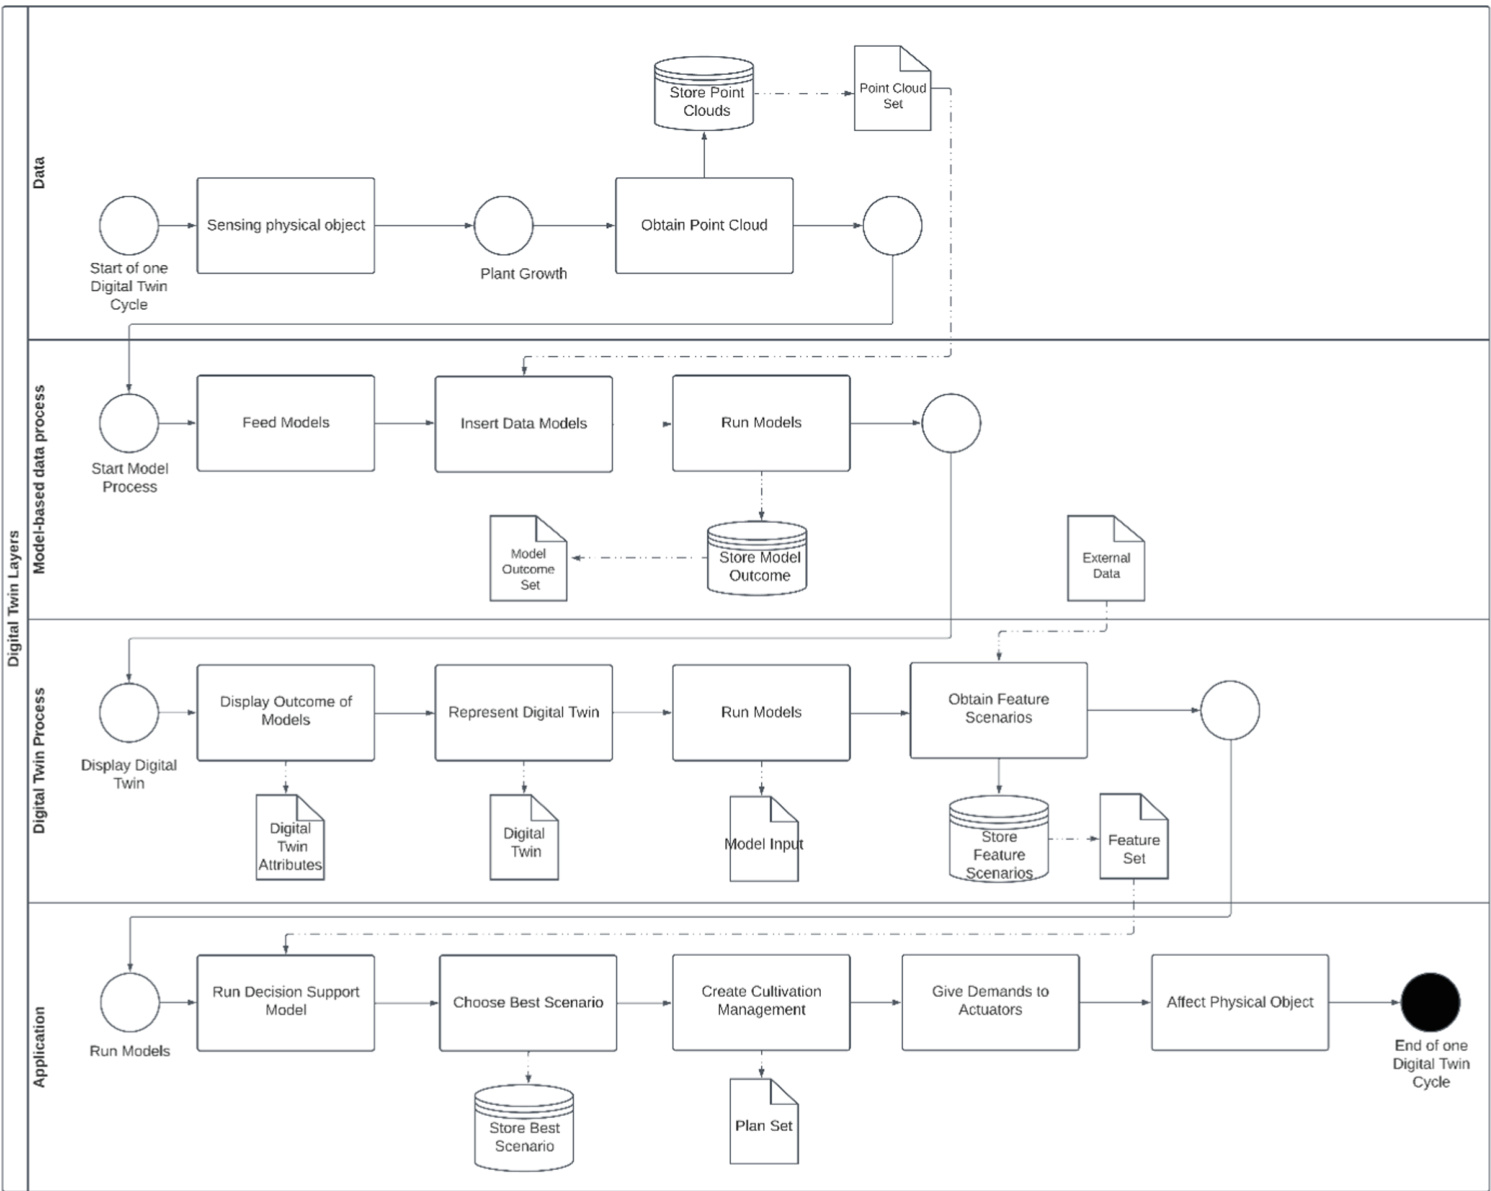 Digital Twin Layers
Data
Store Point
Clouds
Point Cloud
Set
Start of one
Digital Twin
Cycle
Sensing physical object
Plant Growth
Obtain Point Cloud
Model-based data process
Start Model
Process
Feed Models
Insert Data Models
Run Models
Model
Outcome
Set
Store Model
Outcome
External
Data
Digital Twin Process
Display Digital
Twin
Display Outcome of
Models
Represent Digital Twin
Run Models
Obtain Feature
Scenarios
Digital
Twin
Attributes
Digital
Twin
Model Input
Store
Feature
Scenarios
Feature
Set
Application
Run Models
Run Decision Support
Model
Choose Best Scenario
Create Cultivation
Management
Give Demands to
Actuators
Affect Physical Object
End of one
Digital Twin
Cycle
Store Best
Scenario
Plan Set